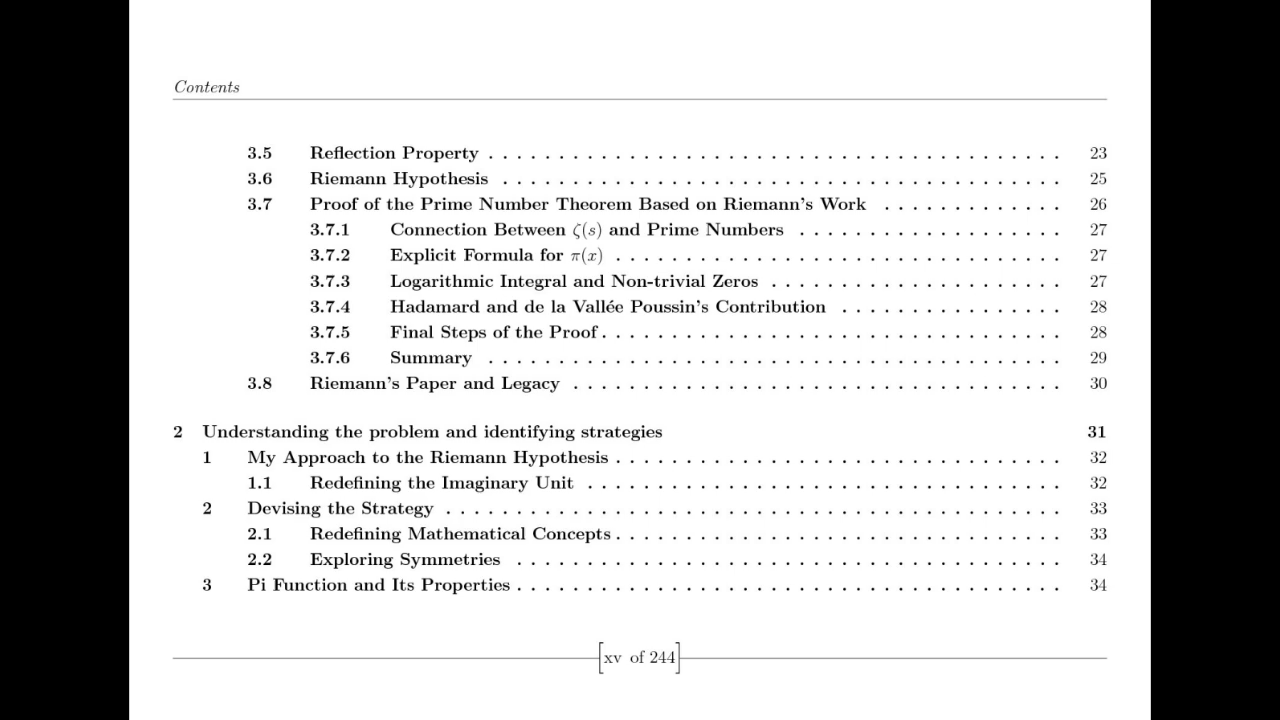 Contents
3.5 Reflection Property . . . . . . . . . . . . . . . . . . . . . . . . . . . . . . . . . . . . . . . . . 23
3.6 Riemann Hypothesis . . . . . . . . . . . . . . . . . . . . . . . . . . . . . . . . . . . . . . . . 25
3.7 Proof of the Prime Number Theorem Based on Riemann's Work . . . . . . . . . . . . . 26
3.7.1 Connection Between ζ(s) and Prime Numbers . . . . . . . . . . . . . . . . . . . 27
3.7.2 Explicit Formula for π(x) . . . . . . . . . . . . . . . . . . . . . . . . . . . . . . . . 27
3.7.3 Logarithmic Integral and Non-trivial Zeros . . . . . . . . . . . . . . . . . . . . . 27
3.7.4 Hadamard and de la Vallée Poussin's Contribution . . . . . . . . . . . . . . . . 28
3.7.5 Final Steps of the Proof . . . . . . . . . . . . . . . . . . . . . . . . . . . . . . . . . 28
3.7.6 Summary . . . . . . . . . . . . . . . . . . . . . . . . . . . . . . . . . . . . . . . . . 29
3.8 Riemann's Paper and Legacy . . . . . . . . . . . . . . . . . . . . . . . . . . . . . . . . . . . 30
2 Understanding the problem and identifying strategies 31
1 My Approach to the Riemann Hypothesis . . . . . . . . . . . . . . . . . . . . . . . . . . . . . . . . 32
1.1 Redefining the Imaginary Unit . . . . . . . . . . . . . . . . . . . . . . . . . . . . . . . . . . 32
2 Devising the Strategy . . . . . . . . . . . . . . . . . . . . . . . . . . . . . . . . . . . . . . . . . . . . 33
2.1 Redefining Mathematical Concepts . . . . . . . . . . . . . . . . . . . . . . . . . . . . . . . . 33
2.2 Exploring Symmetries . . . . . . . . . . . . . . . . . . . . . . . . . . . . . . . . . . . . . . . 34
3 Pi Function and Its Properties . . . . . . . . . . . . . . . . . . . . . . . . . . . . . . . . . . . . . . . 34
[xv of 244]